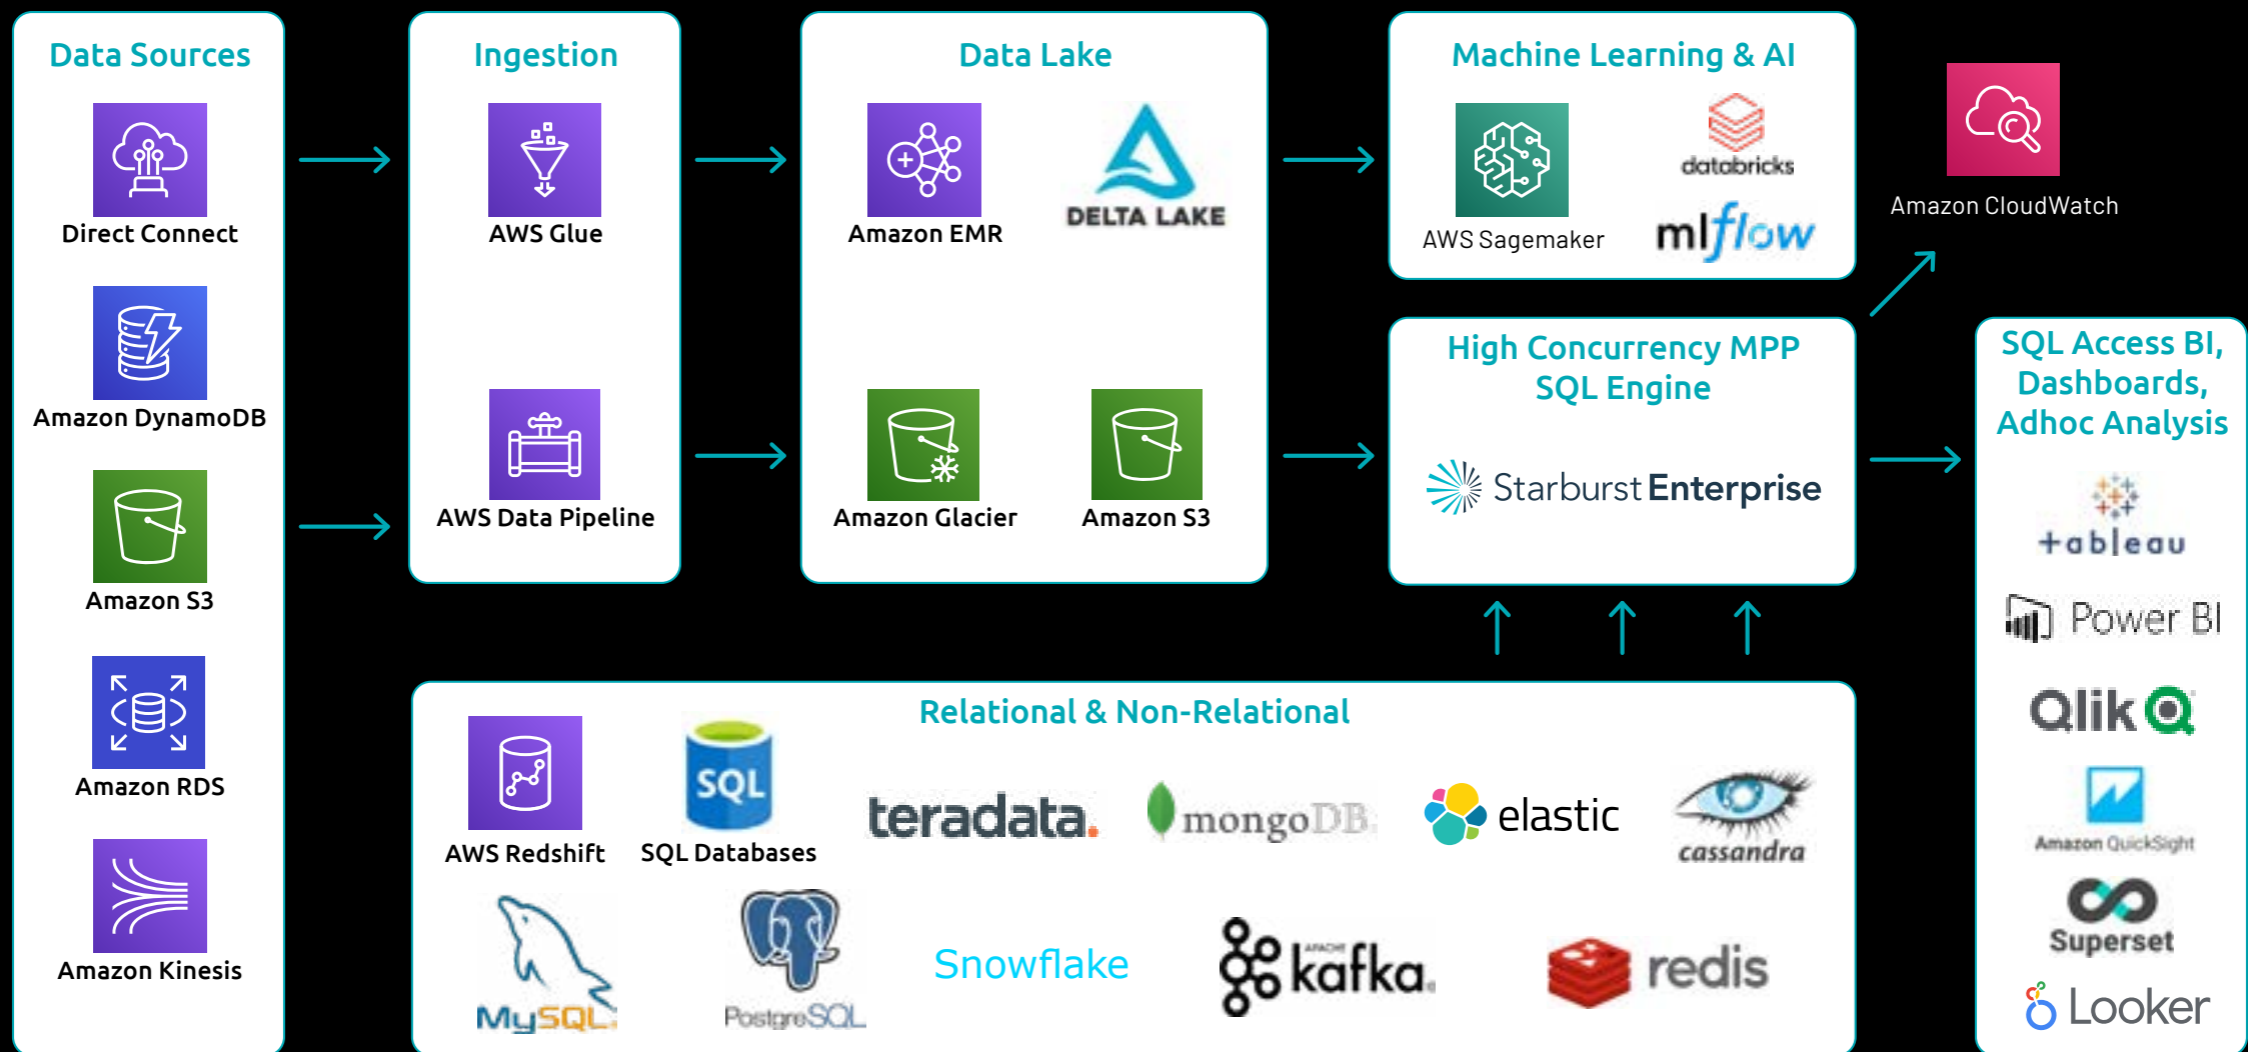 Data Sources
Direct Connect
Amazon DynamoDB
Amazon S3
Amazon RDS
Amazon Kinesis
Ingestion
AWS Glue
AWS Data Pipeline
Data Lake
Amazon EMR
DELTA LAKE
Amazon Glacier
Amazon S3
Machine Learning & AI
AWS Sagemaker
databricks
mlflow
Amazon CloudWatch
High Concurrency MPP
SQL Engine
Starburst Enterprise
SQL Access BI,
Dashboards,
Adhoc Analysis
+ableau
Power BI
Qlik
Amazon QuickSight
Superset
Looker
Relational & Non-Relational
AWS Redshift
SQL
SQL Databases
teradata.
mongoDB
elastic
cassandra
MySQL
PostgreSQL
Snowflake
APACHE
kafka
redis